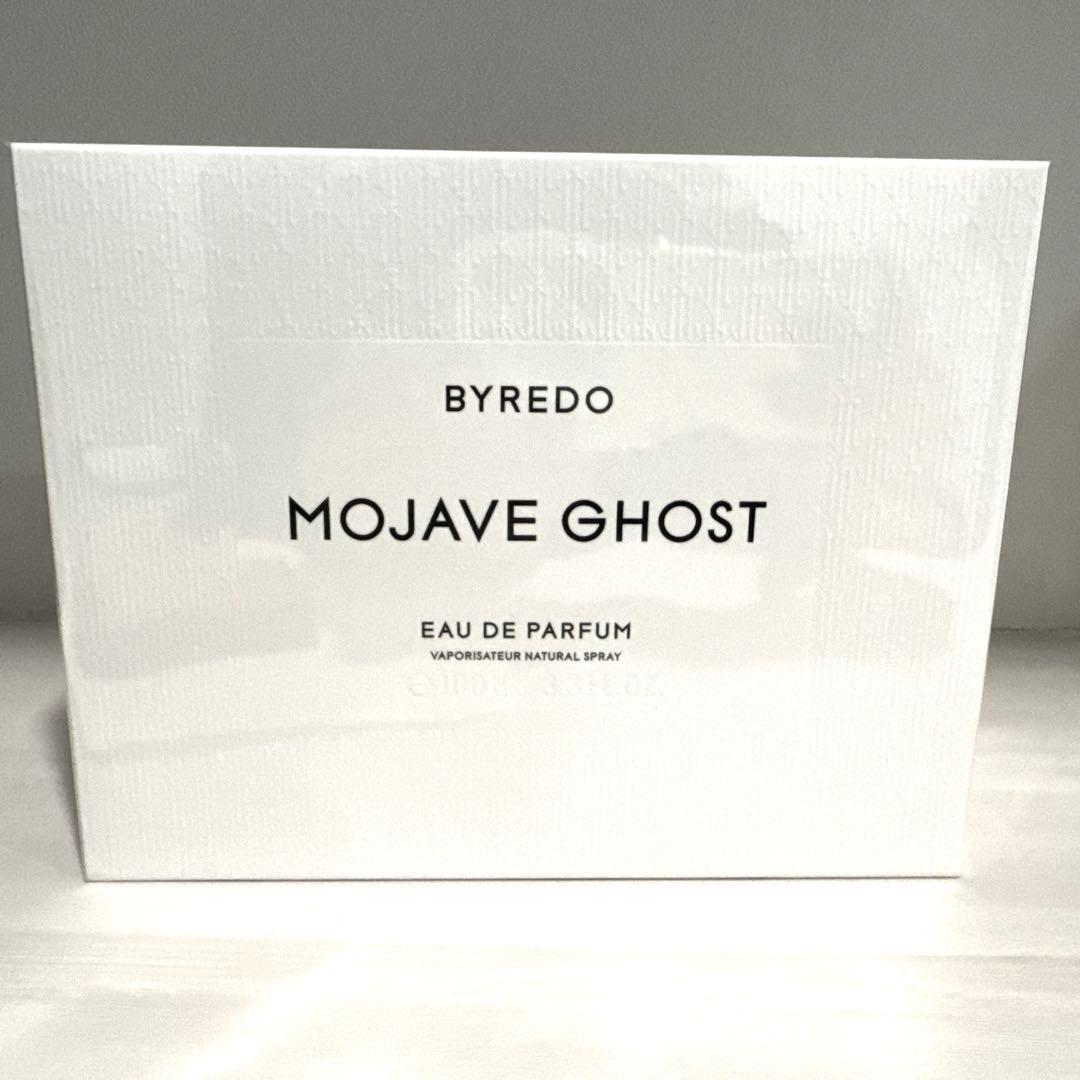 BYREDO
MOJAVE GHOST
EAU DE PARFUM
VAPORISATEUR NATURAL SPRAY